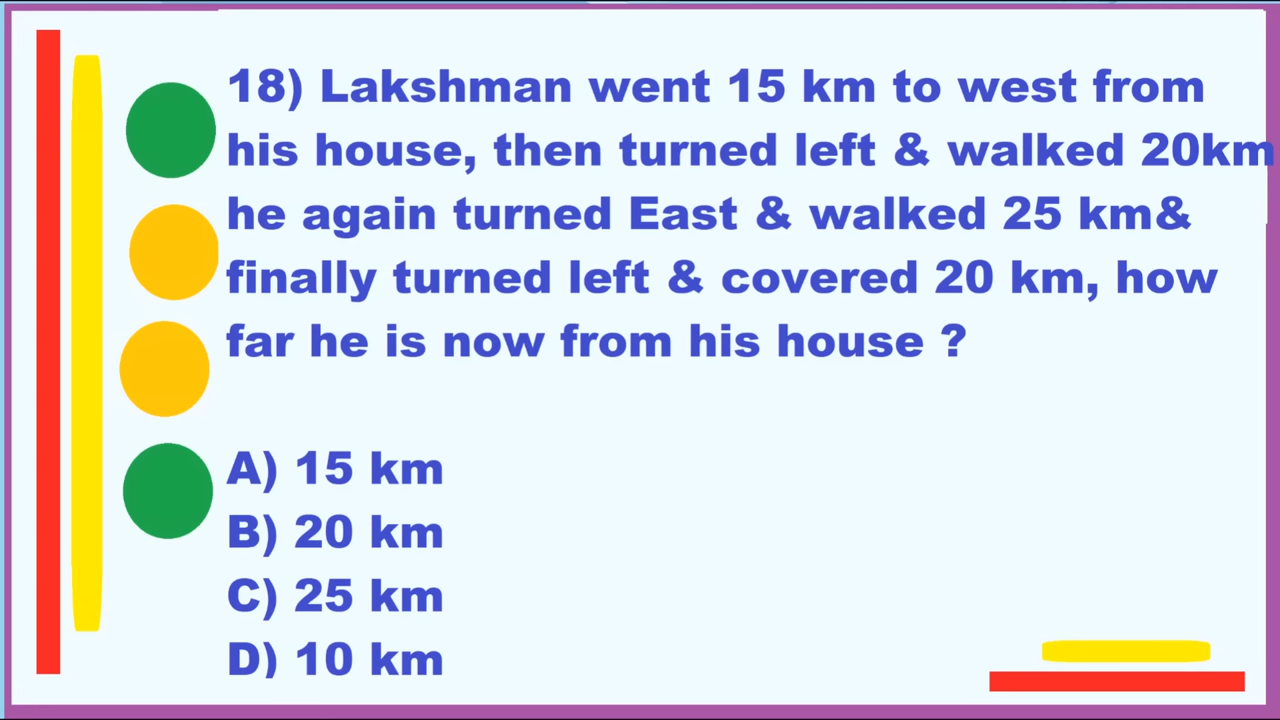 18) Lakshman went 15 km to west from
his house, then turned left & walked 20km
he again turned East & walked 25 km&
finally turned left & covered 20 km, how
far he is now from his house ?
A) 15 km
B) 20 km
C) 25 km
D) 10 km